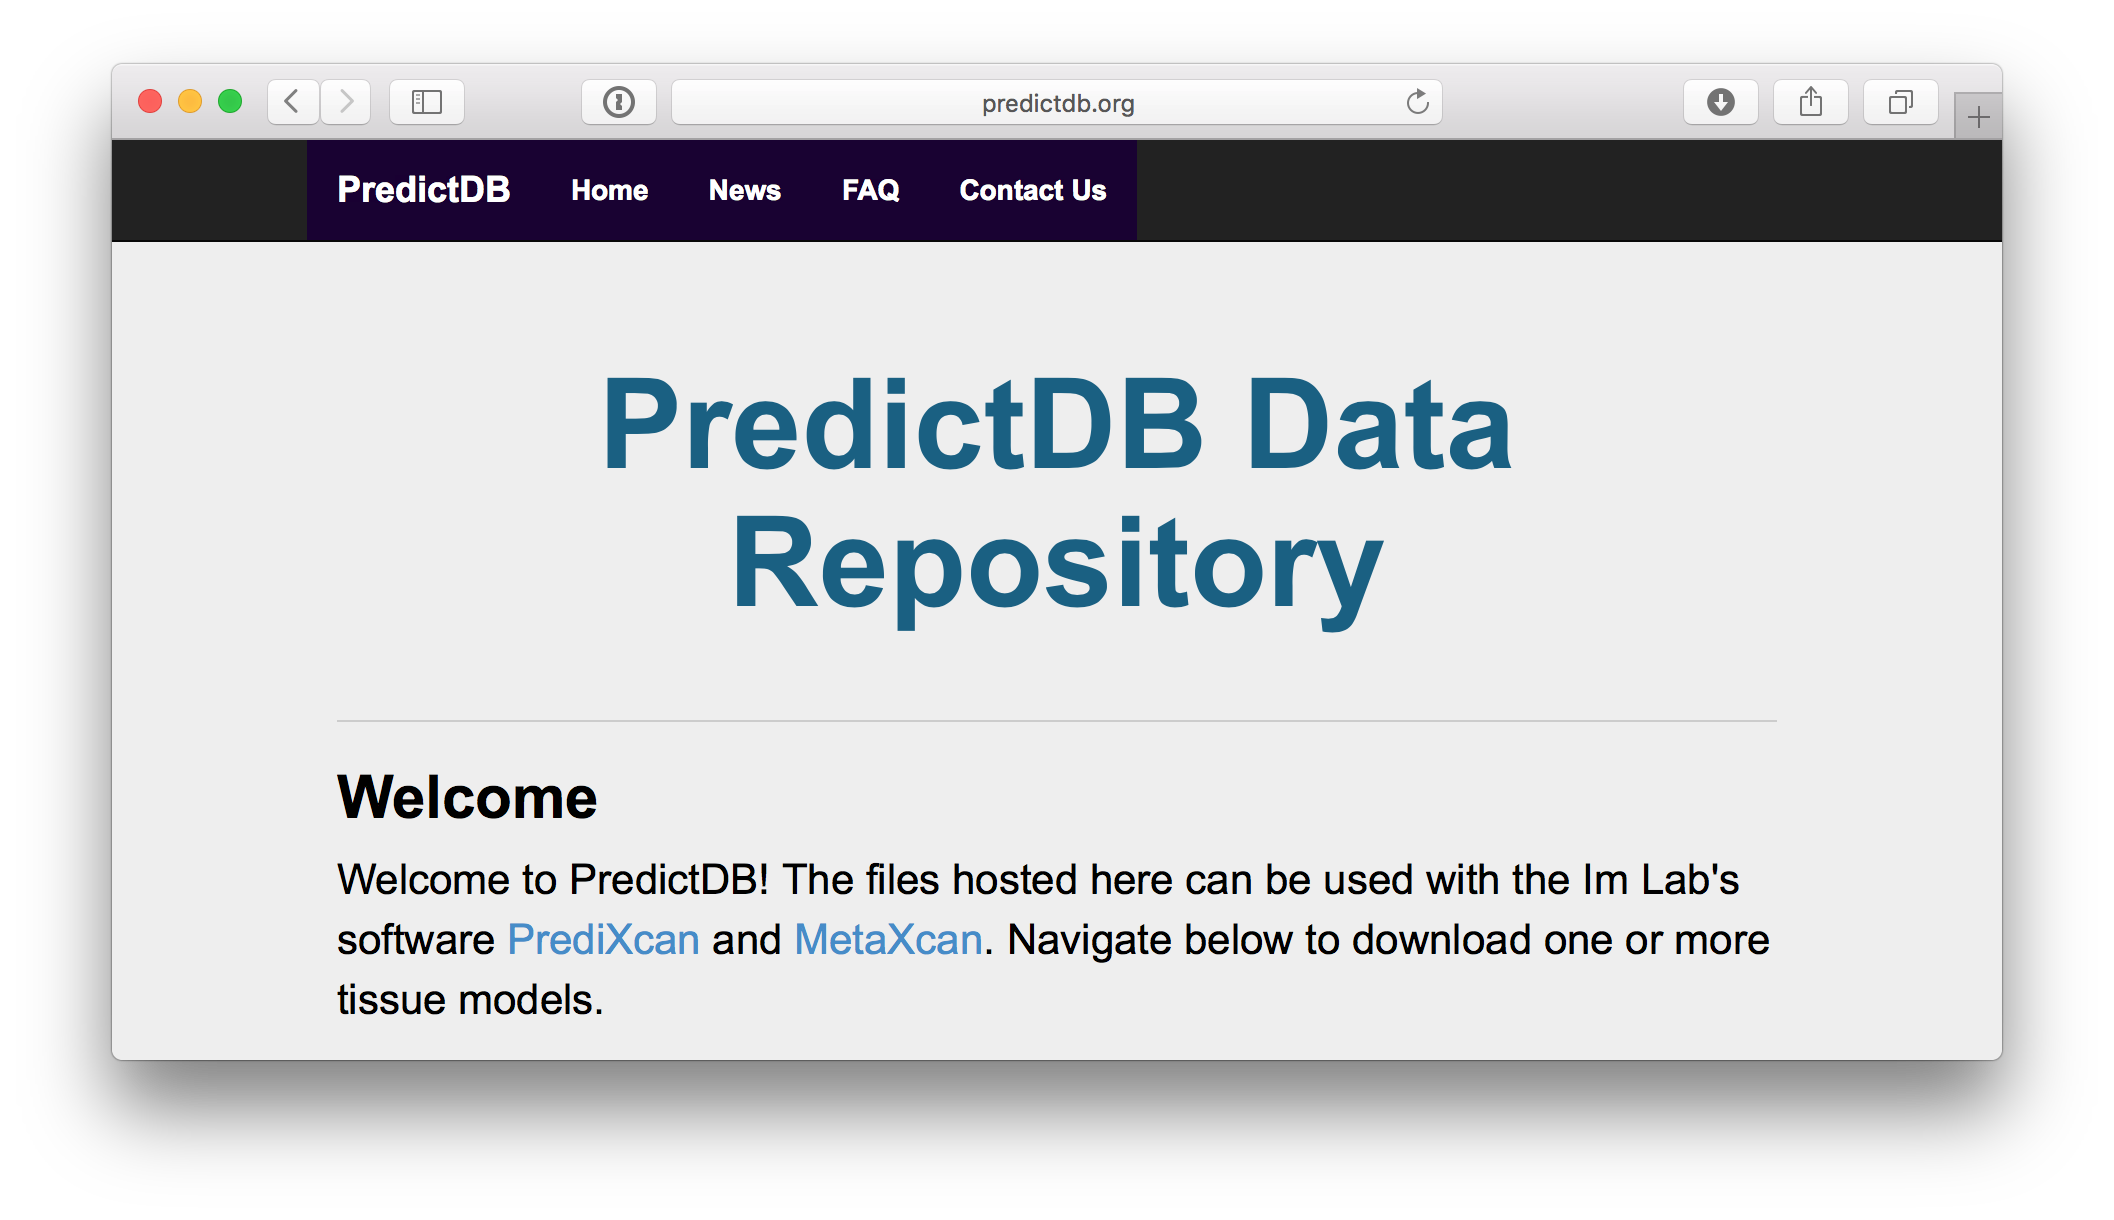 predictdb.org
PredictDB Home News FAQ Contact Us
PredictDB Data
Repository
Welcome
Welcome to PredictDB! The files hosted here can be used with the Im Lab's
software PrediXcan and MetaXcan. Navigate below to download one or more
tissue models.